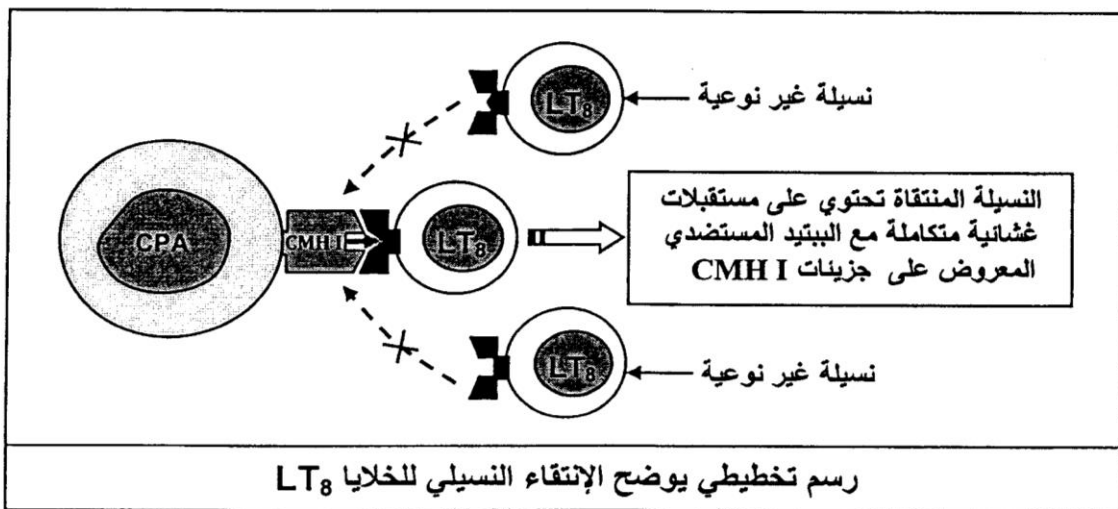 LT8
نسيلة غير نوعية
CPA
CMH I
LT8
النسيلة المنتقاة تحتوي على مستقبلات
غشائية متكاملة مع الببتيد المستضدي
المعروض على جزيئات CMH I
LT8
نسيلة غير نوعية
رسم تخطيطي يوضح الإنتقاء النسيلي للخلايا LT8